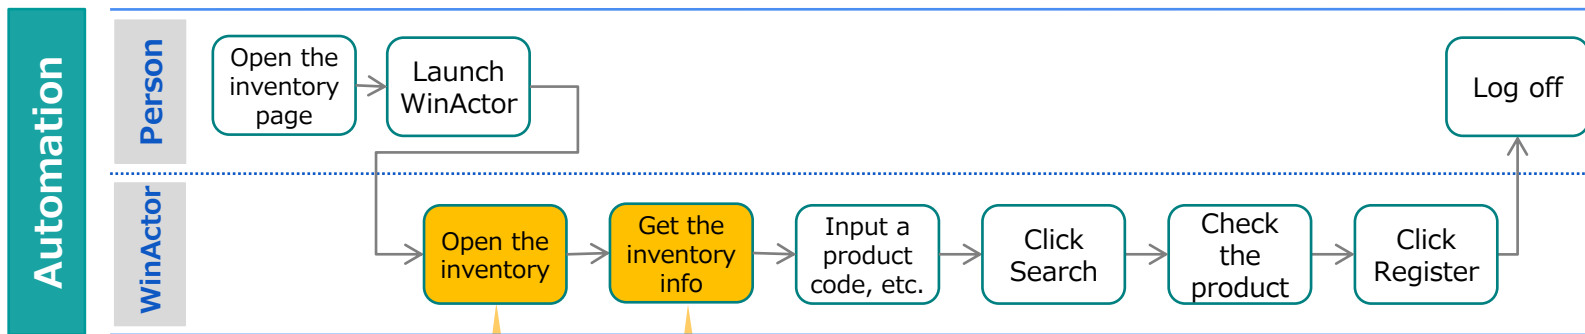 Automation
Person
Open the
inventory
page
Launch
WinActor
Log off
WinActor
Open the
inventory
Get the
inventory
info
Input a
product
code, etc.
Click
Search
Check
the
product
Click
Register